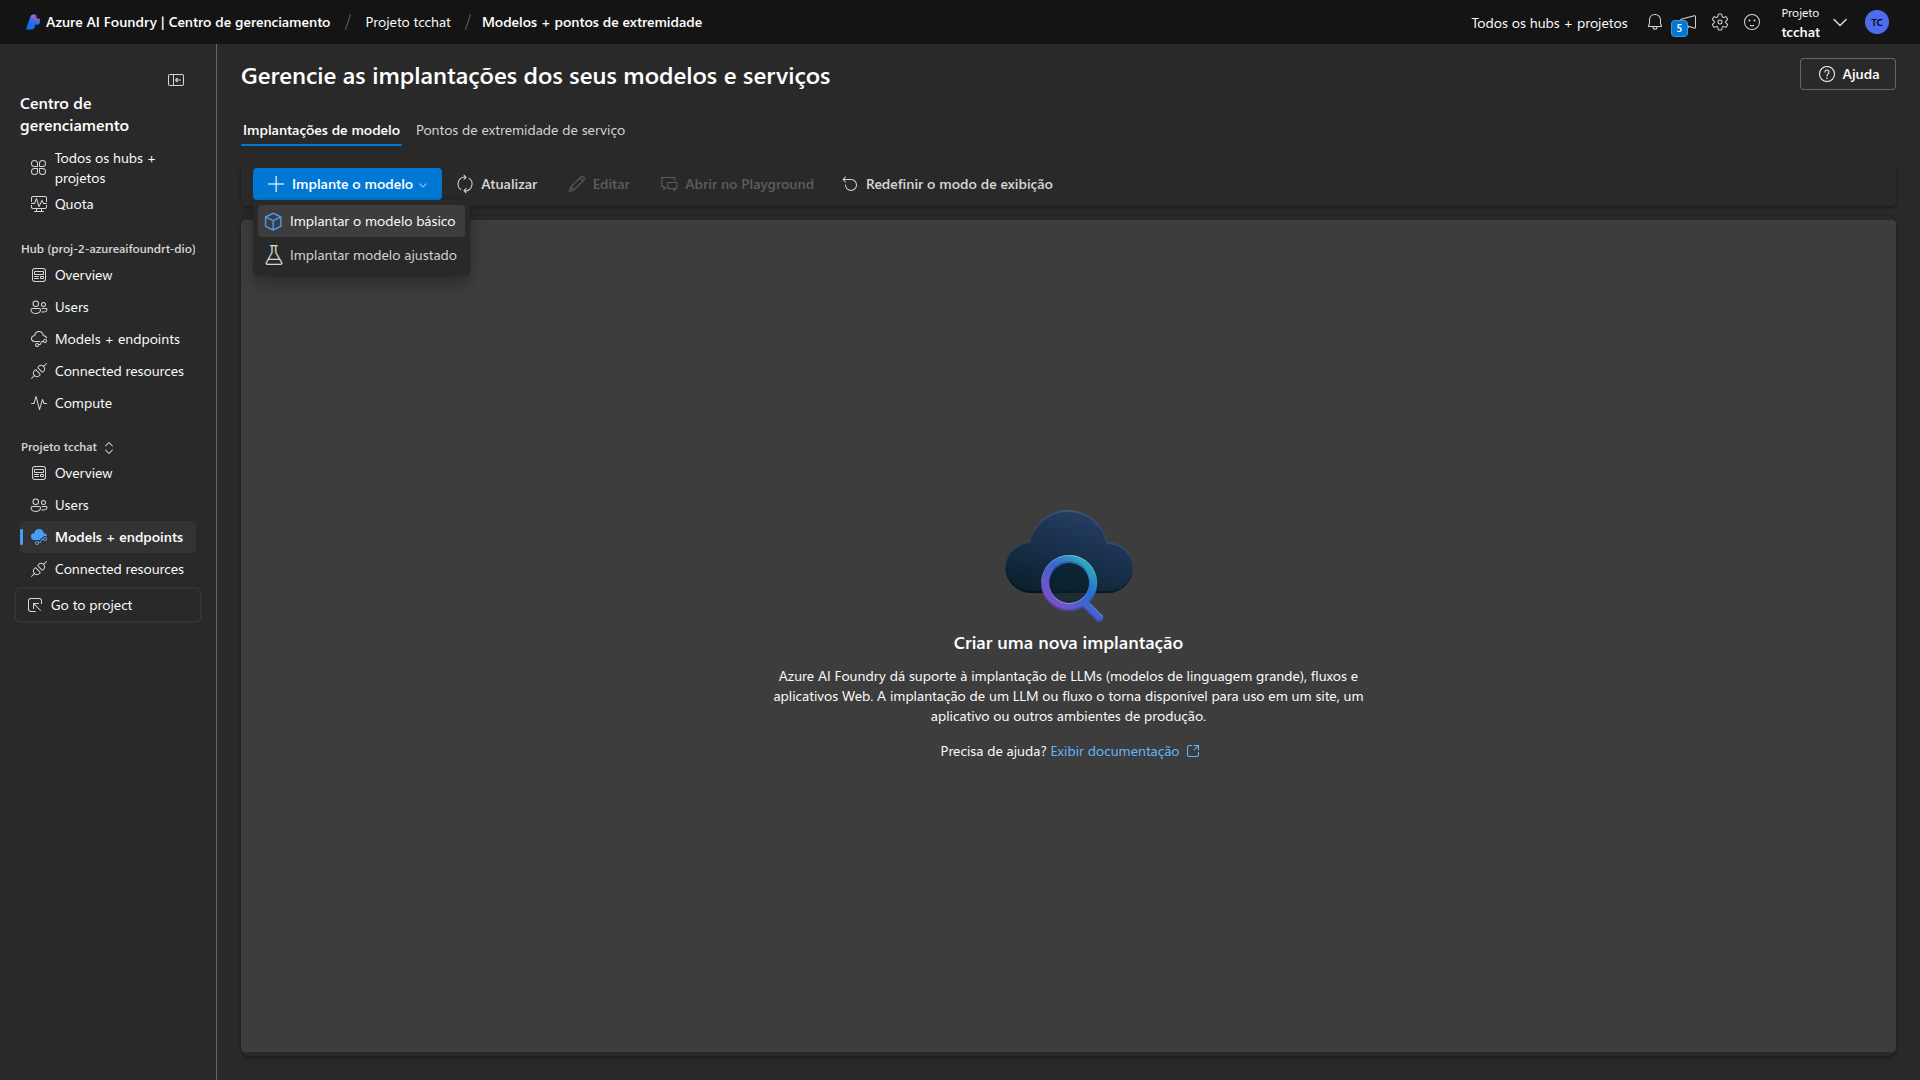 Azure AI Foundry | Centro de gerenciamento / Projeto tcchat / Modelos + pontos de extremidade
Todos os hubs + projetos
5
Projeto
tcchat
TC
Centro de
gerenciamento
Todos os hubs +
projetos
Quota
Hub (proj-2-azureaifoundrt-dio)
Overview
Users
Models + endpoints
Connected resources
Compute
Projeto tcchat
Overview
Users
Models + endpoints
Connected resources
Go to project
Gerencie as implantações dos seus modelos e serviços
Ajuda
Implantações de modelo
Pontos de extremidade de serviço
Implante o modelo
Atualizar
Editar
Abrir no Playground
Redefinir o modo de exibição
Implantar o modelo básico
Implantar modelo ajustado
Criar uma nova implantação
Azure AI Foundry dá suporte à implantação de LLMs (modelos de linguagem grande), fluxos e
aplicativos Web. A implantação de um LLM ou fluxo o torna disponível para uso em um site, um
aplicativo ou outros ambientes de produção.
Precisa de ajuda? Exibir documentação